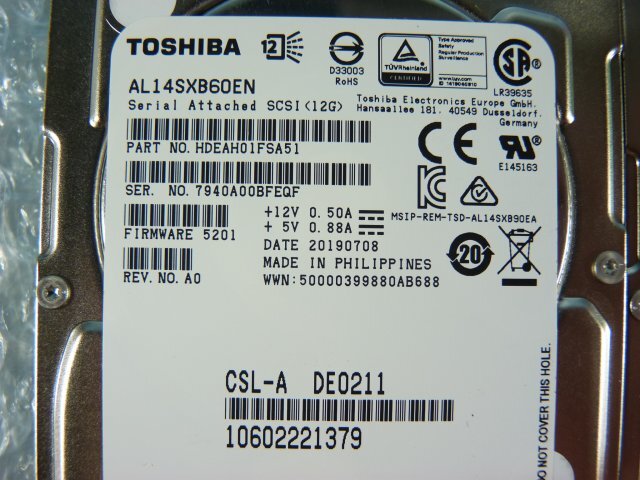 TOSHIBA
12
D33003
RoHS
TÜVRheinland
CERTIFIED
Type Approved
Safety
Regular Production
Surveillance
www.tuv.com
SA
LR39635
AL14SXB60EN
Serial Attached SCSI(12G)
Toshiba Electronics Europe GmbH.
Hansaallee 181, 40549 Dusseldorf,
Germany
PART NO. HDEAH01FSA51
CE
E145163
SER. NO. 7940A00BFEQF
MSIP-REM-TSD-AL14SXB90EA
+12V 0.50A
+ 5V 0.88A
FIRMWARE 5201
DATE 20190708
20
MADE IN PHILIPPINES
REV. NO. A0
WWN:50000399880AB688
CSL-A DE0211
10602221379
DO NOT COVER THIS HOLE.